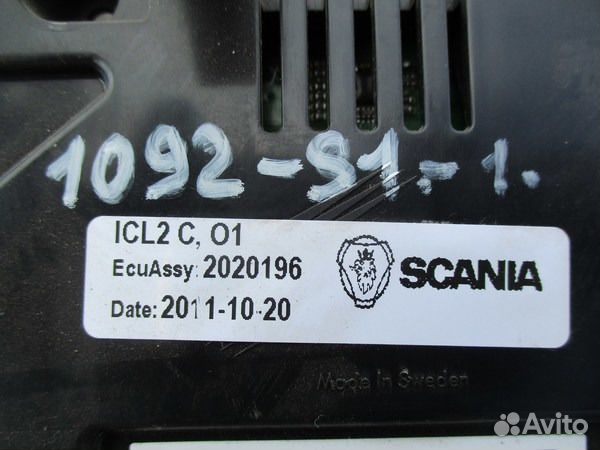 1092-S1.-1.
ICL2 C, O1
EcuAssy: 2020196
SCANIA
Date: 2011-10-20
Made in Sweden
Avito